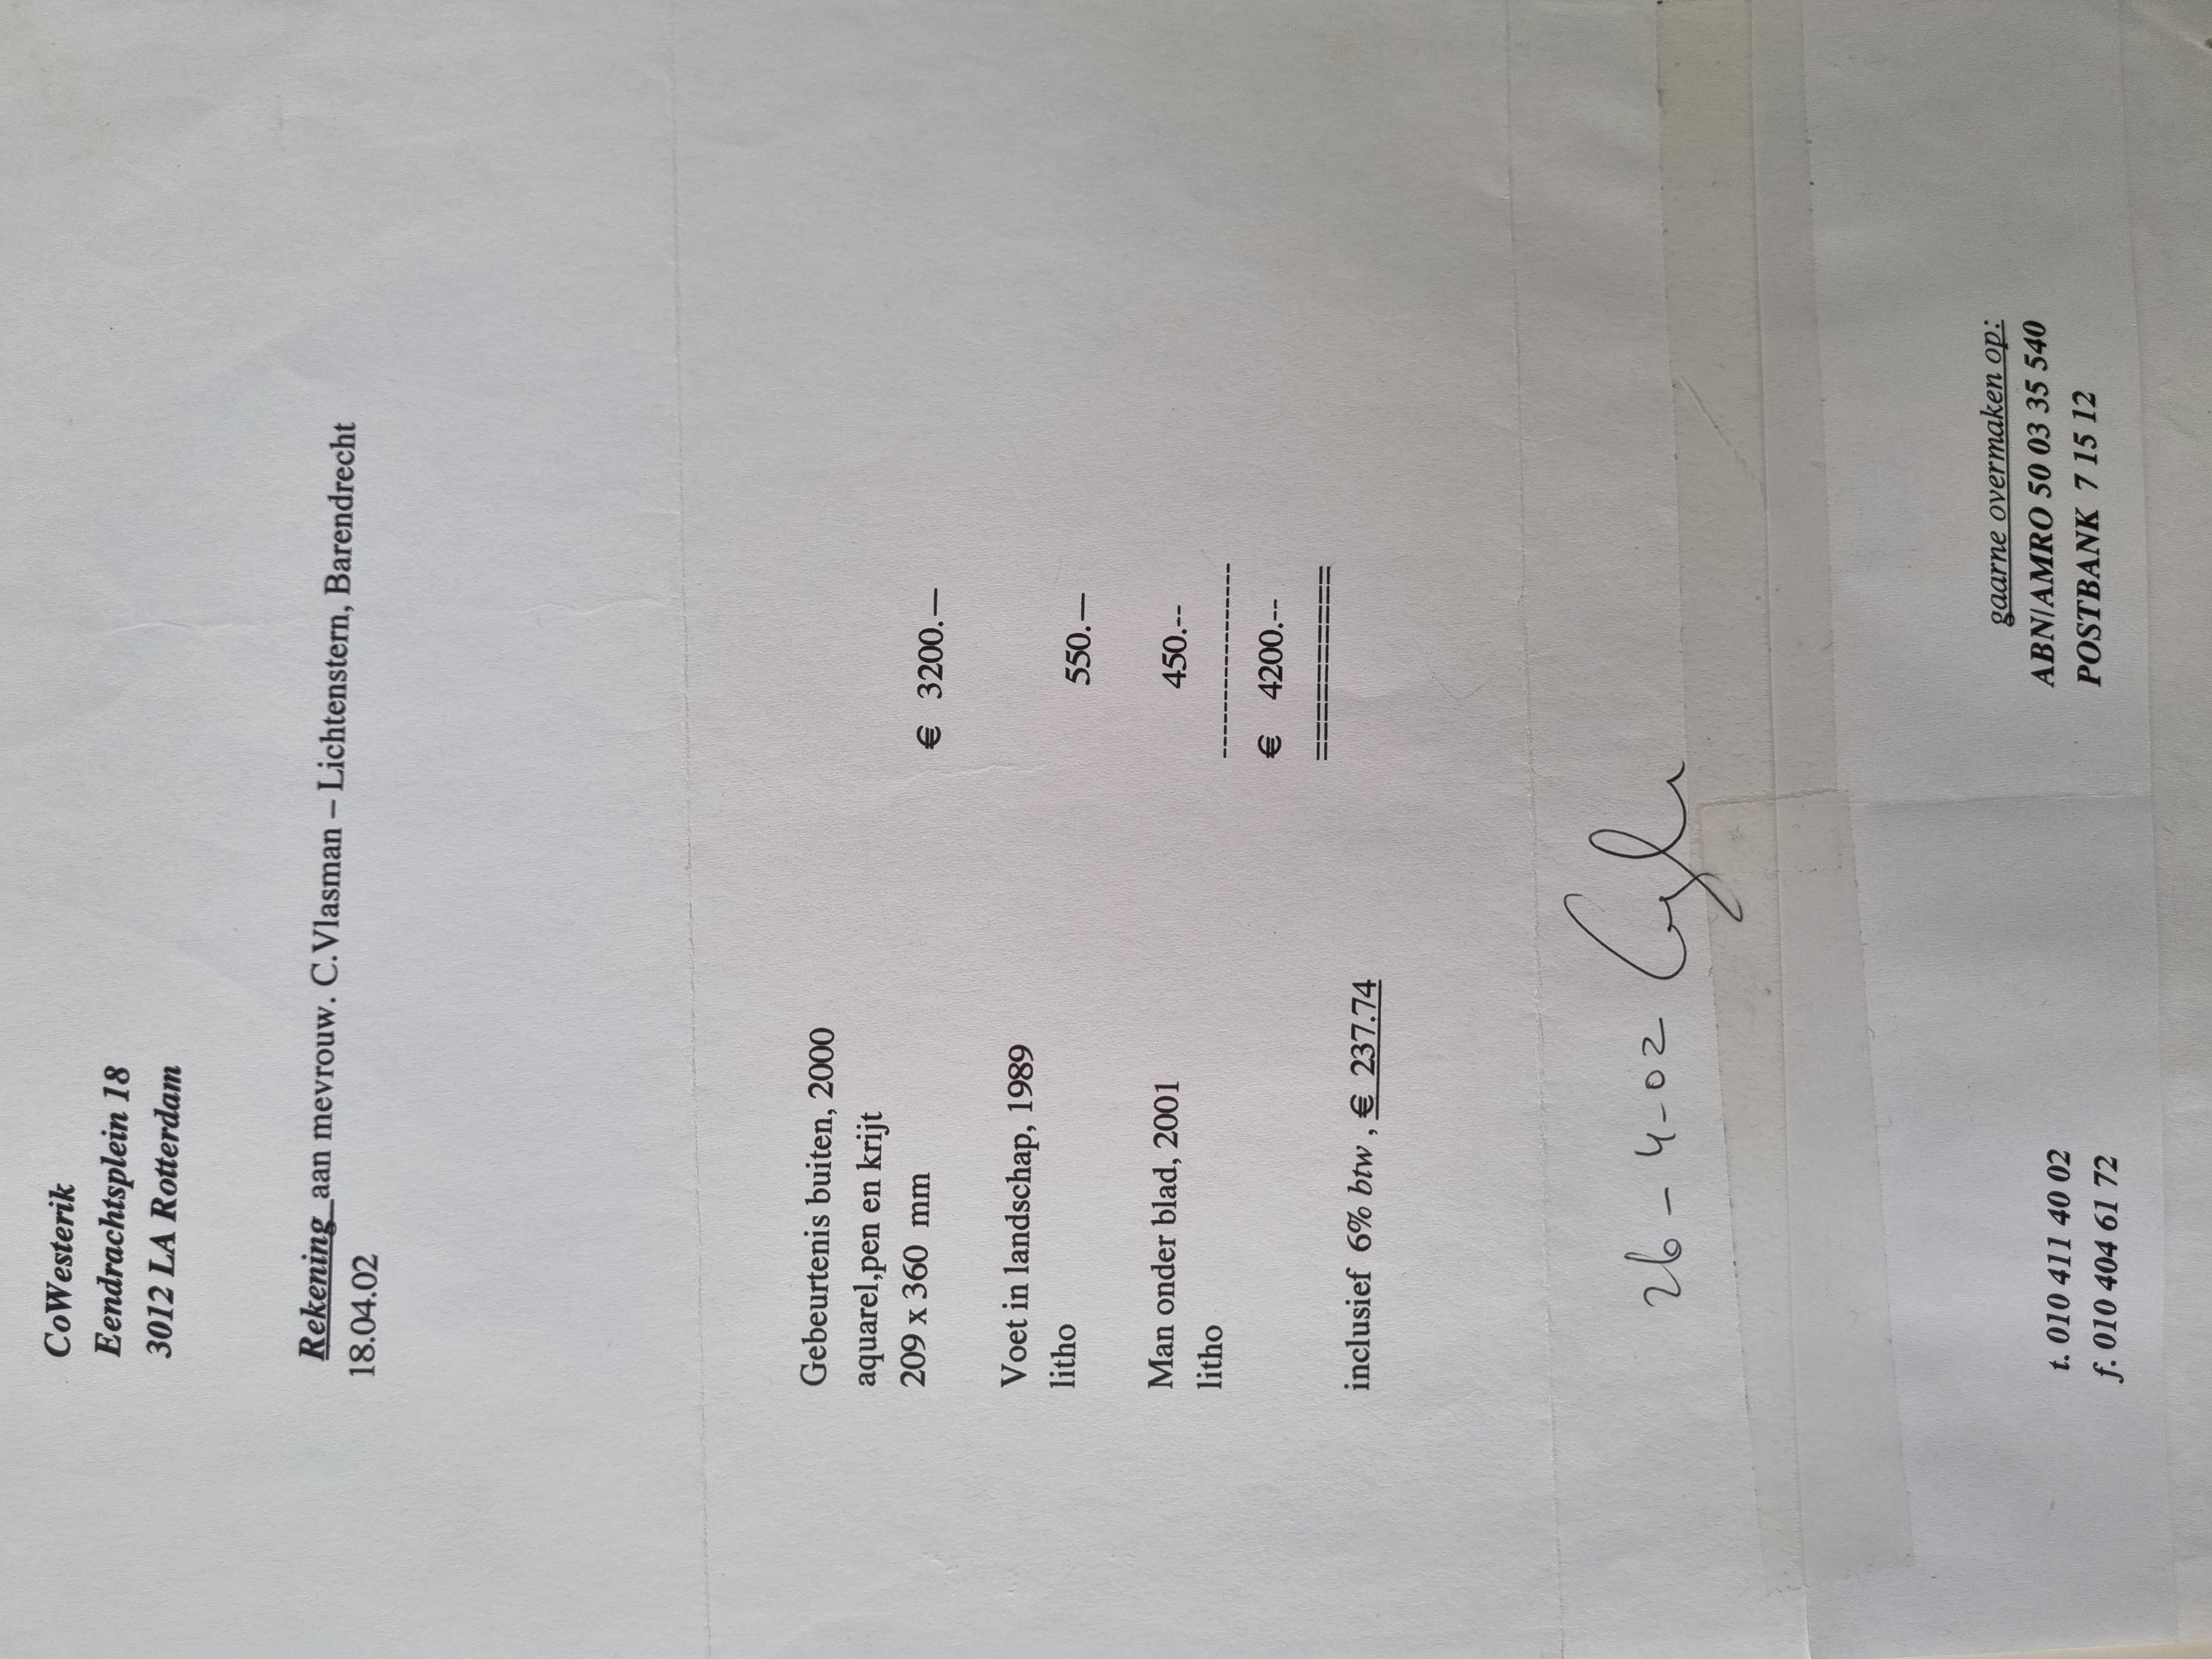 CoWesterik
Eendrachtsplein 18
3012 LA Rotterdam
Rekening aan mevrouw. C.Vlasman – Lichtenstern, Barendrecht
18.04.02
Gebeurtenis buiten, 2000
aquarel,pen en krijt
209 x 360 mm € 3200.—
Voet in landschap, 1989
litho 550.—
Man onder blad, 2001
litho 450.--
--------------------
€ 4200.--
==============
inclusief 6% btw , € 237.74
26-4-02
gaarne overmaken op:
t. 010 411 40 02 ABN/AMRO 50 03 35 540
f. 010 404 61 72 POSTBANK 7 15 12